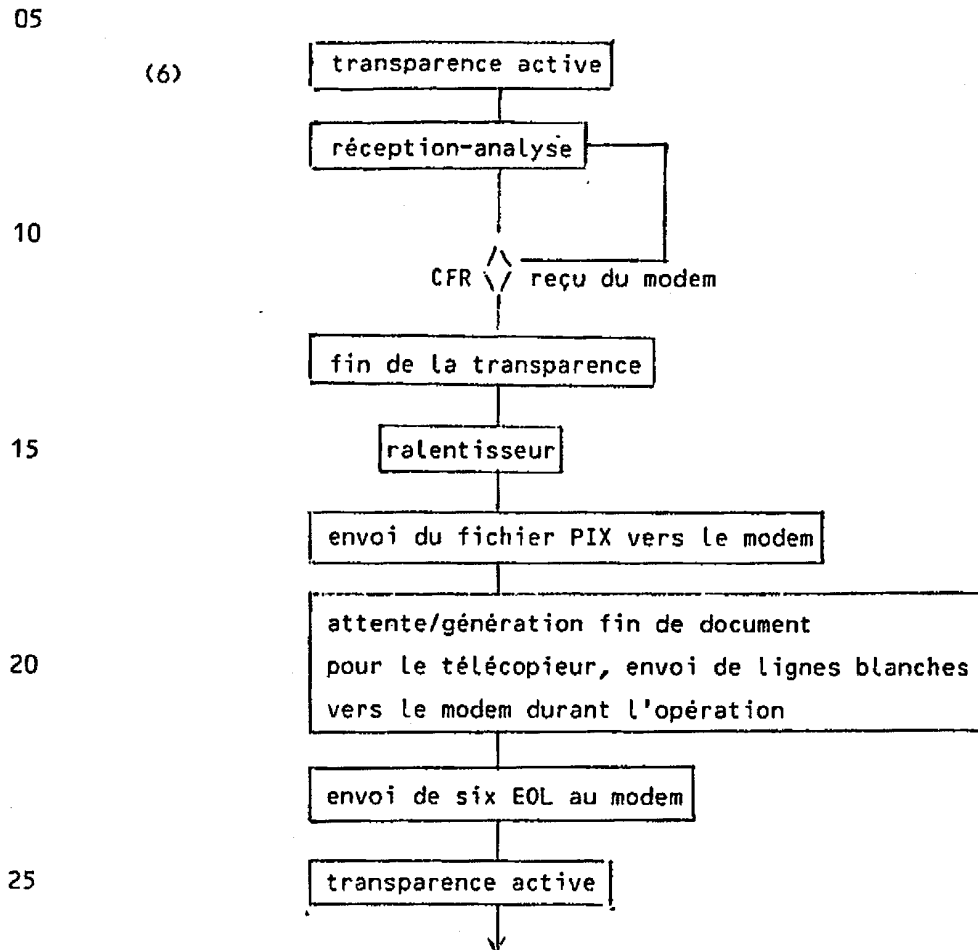 05
(6) transparence active
réception-analyse
10
CFR reçu du modem
fin de la transparence
15 ralentisseur
envoi du fichier PIX vers le modem
attente/génération fin de document
20 pour le télécopieur, envoi de lignes blanches
vers le modem durant l'opération
envoi de six EOL au modem
25 transparence active